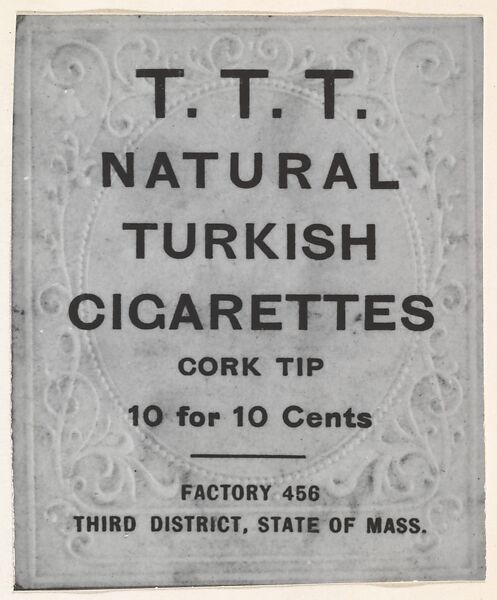 T. T. T.
NATURAL
TURKISH
CIGARETTES
CORK TIP
10 for 10 Cents
FACTORY 456
THIRD DISTRICT, STATE OF MASS.